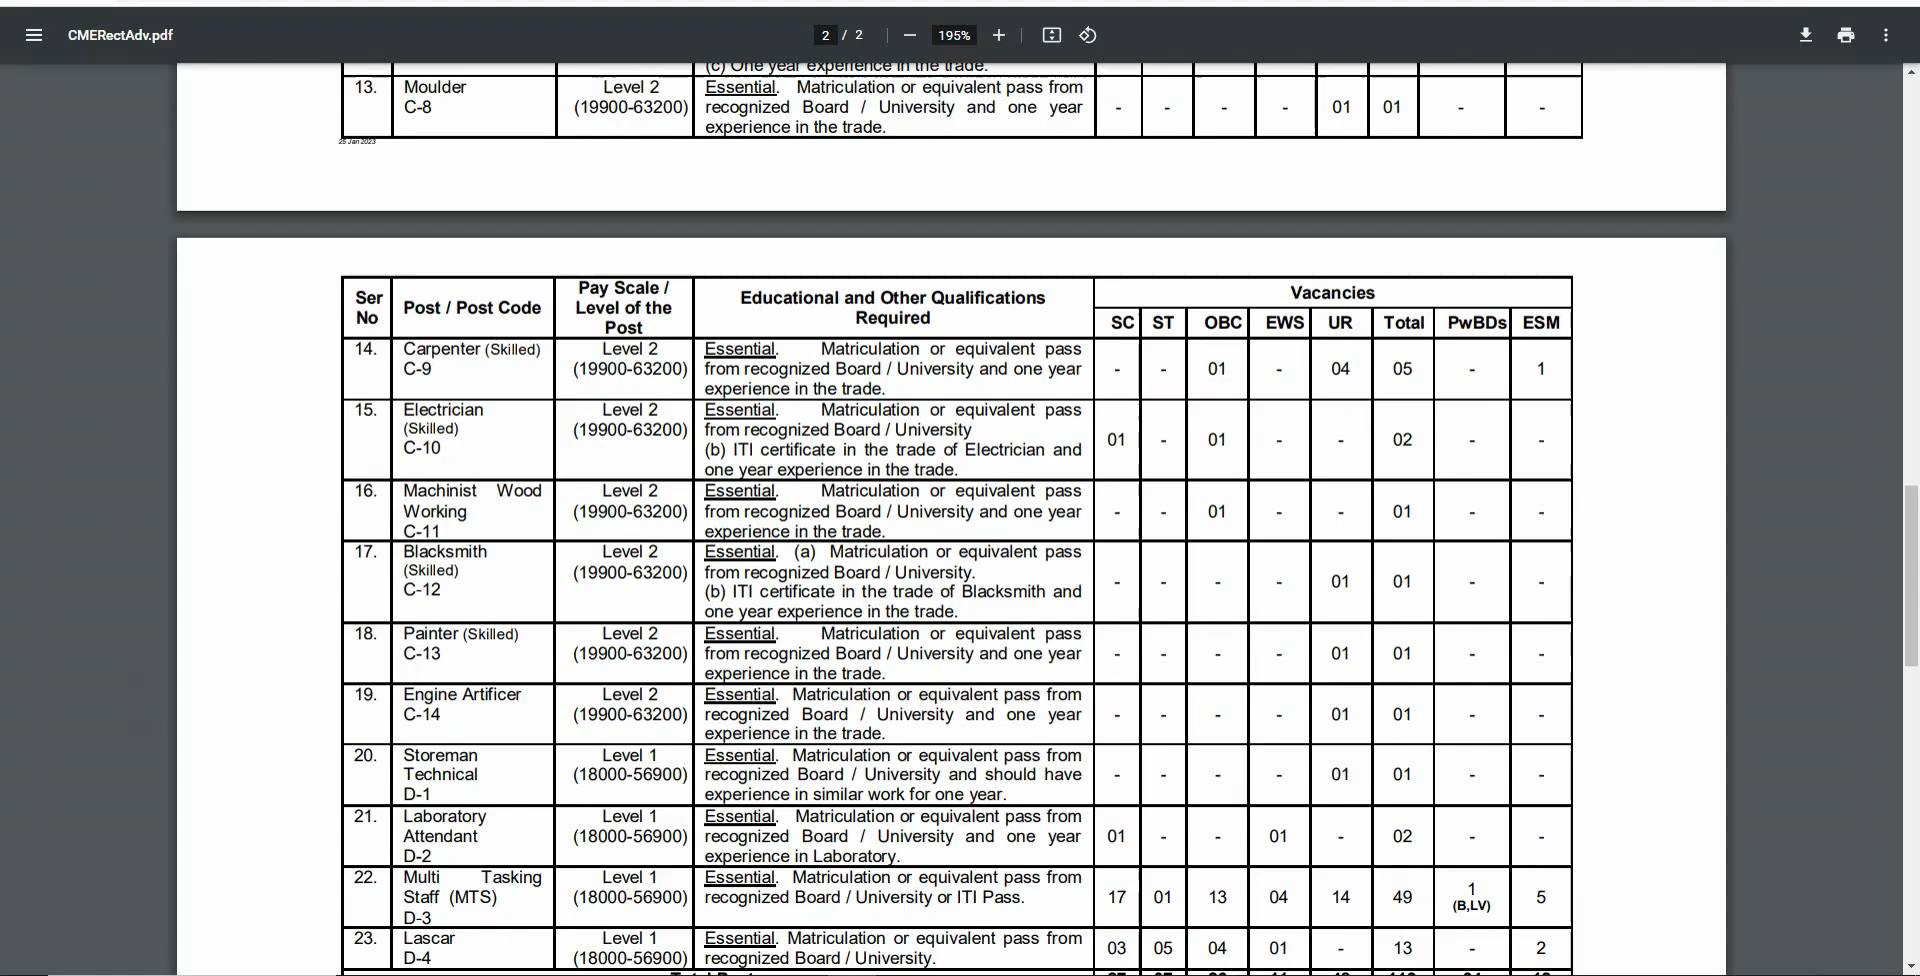 CMERectAdv.pdf
2 / 2
195%
(c) One year experience in the trade.
13. Moulder Level 2 Essential. Matriculation or equivalent pass from
C-8 (19900-63200) recognized Board / University and one year - - - - 01 01 - -
experience in the trade.
25 Jan 2023
Pay Scale /
Ser Educational and Other Qualifications Vacancies
Post / Post Code Level of the
No Required
Post SC ST OBC EWS UR Total PwBDs ESM
14. Carpenter (Skilled) Level 2 Essential. Matriculation or equivalent pass
C-9 (19900-63200) from recognized Board / University and one year - - 01 - 04 05 - 1
experience in the trade.
15. Electrician Level 2 Essential. Matriculation or equivalent pass
(Skilled) (19900-63200) from recognized Board / University
C-10 (b) ITI certificate in the trade of Electrician and 01 - 01 - - 02 - -
one year experience in the trade.
16. Machinist Wood Level 2 Essential. Matriculation or equivalent pass
Working (19900-63200) from recognized Board / University and one year - - 01 - - 01 - -
C-11 experience in the trade.
17. Blacksmith Level 2 Essential. (a) Matriculation or equivalent pass
(Skilled) (19900-63200) from recognized Board / University.
C-12 (b) ITI certificate in the trade of Blacksmith and - - - - 01 01 - -
one year experience in the trade.
18. Painter (Skilled) Level 2 Essential. Matriculation or equivalent pass
C-13 (19900-63200) from recognized Board / University and one year - - - - 01 01 - -
experience in the trade.
19. Engine Artificer Level 2 Essential. Matriculation or equivalent pass from
C-14 (19900-63200) recognized Board / University and one year - - - - 01 01 - -
experience in the trade.
20. Storeman Level 1 Essential. Matriculation or equivalent pass from
Technical (18000-56900) recognized Board / University and should have - - - - 01 01 - -
D-1 experience in similar work for one year.
21. Laboratory Level 1 Essential. Matriculation or equivalent pass from
Attendant (18000-56900) recognized Board / University and one year 01 - - 01 - 02 - -
D-2 experience in Laboratory.
22. Multi Tasking Level 1 Essential. Matriculation or equivalent pass from
Staff (MTS) (18000-56900) recognized Board / University or ITI Pass. 17 01 13 04 14 49 1 (B,LV) 5
D-3
23. Lascar Level 1 Essential. Matriculation or equivalent pass from
D-4 (18000-56900) recognized Board / University. 03 05 04 01 - 13 - 2